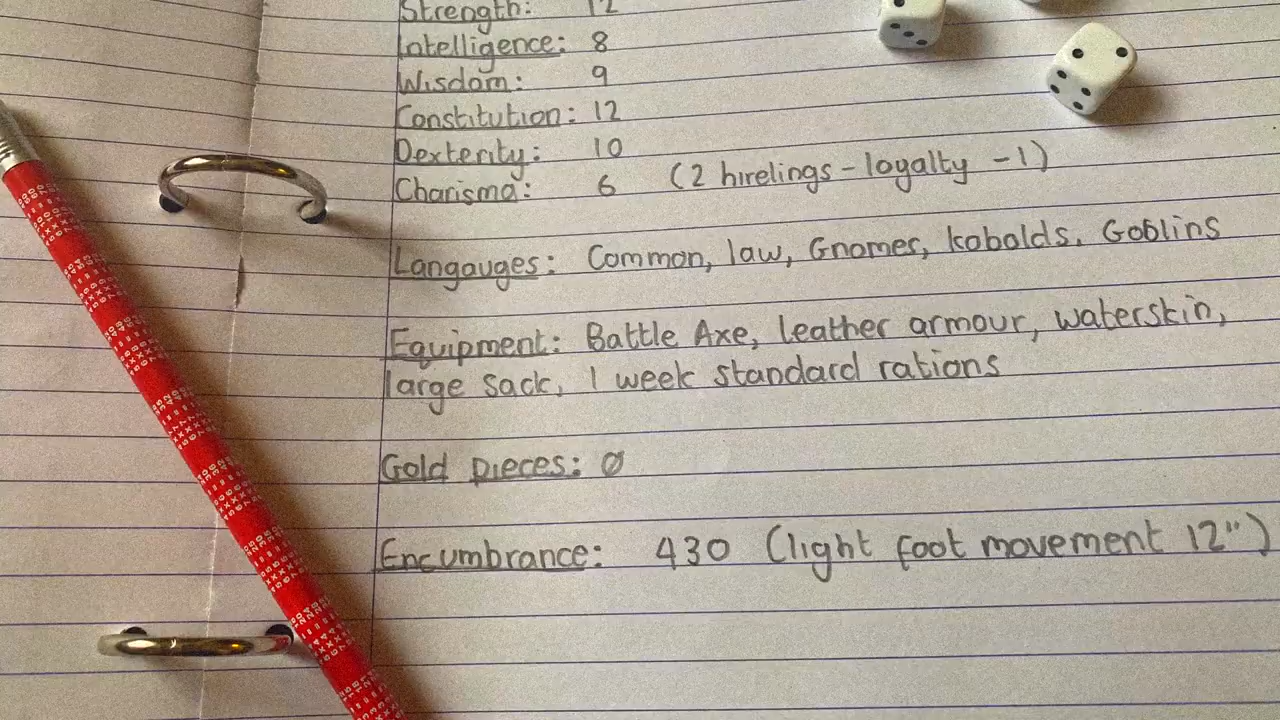 Strength: 12
Intelligence: 8
Wisdom: 9
Constitution: 12
Dexterity: 10
Charisma: 6 (2 hirelings - loyalty -1)
Langauges: Common, law, Gnomes, kobolds, Goblins
Equipment: Battle Axe, leather armour, waterskin,
large sack, 1 week standard rations
Gold pieces: 0
Encumbrance: 430 (light foot movement 12")